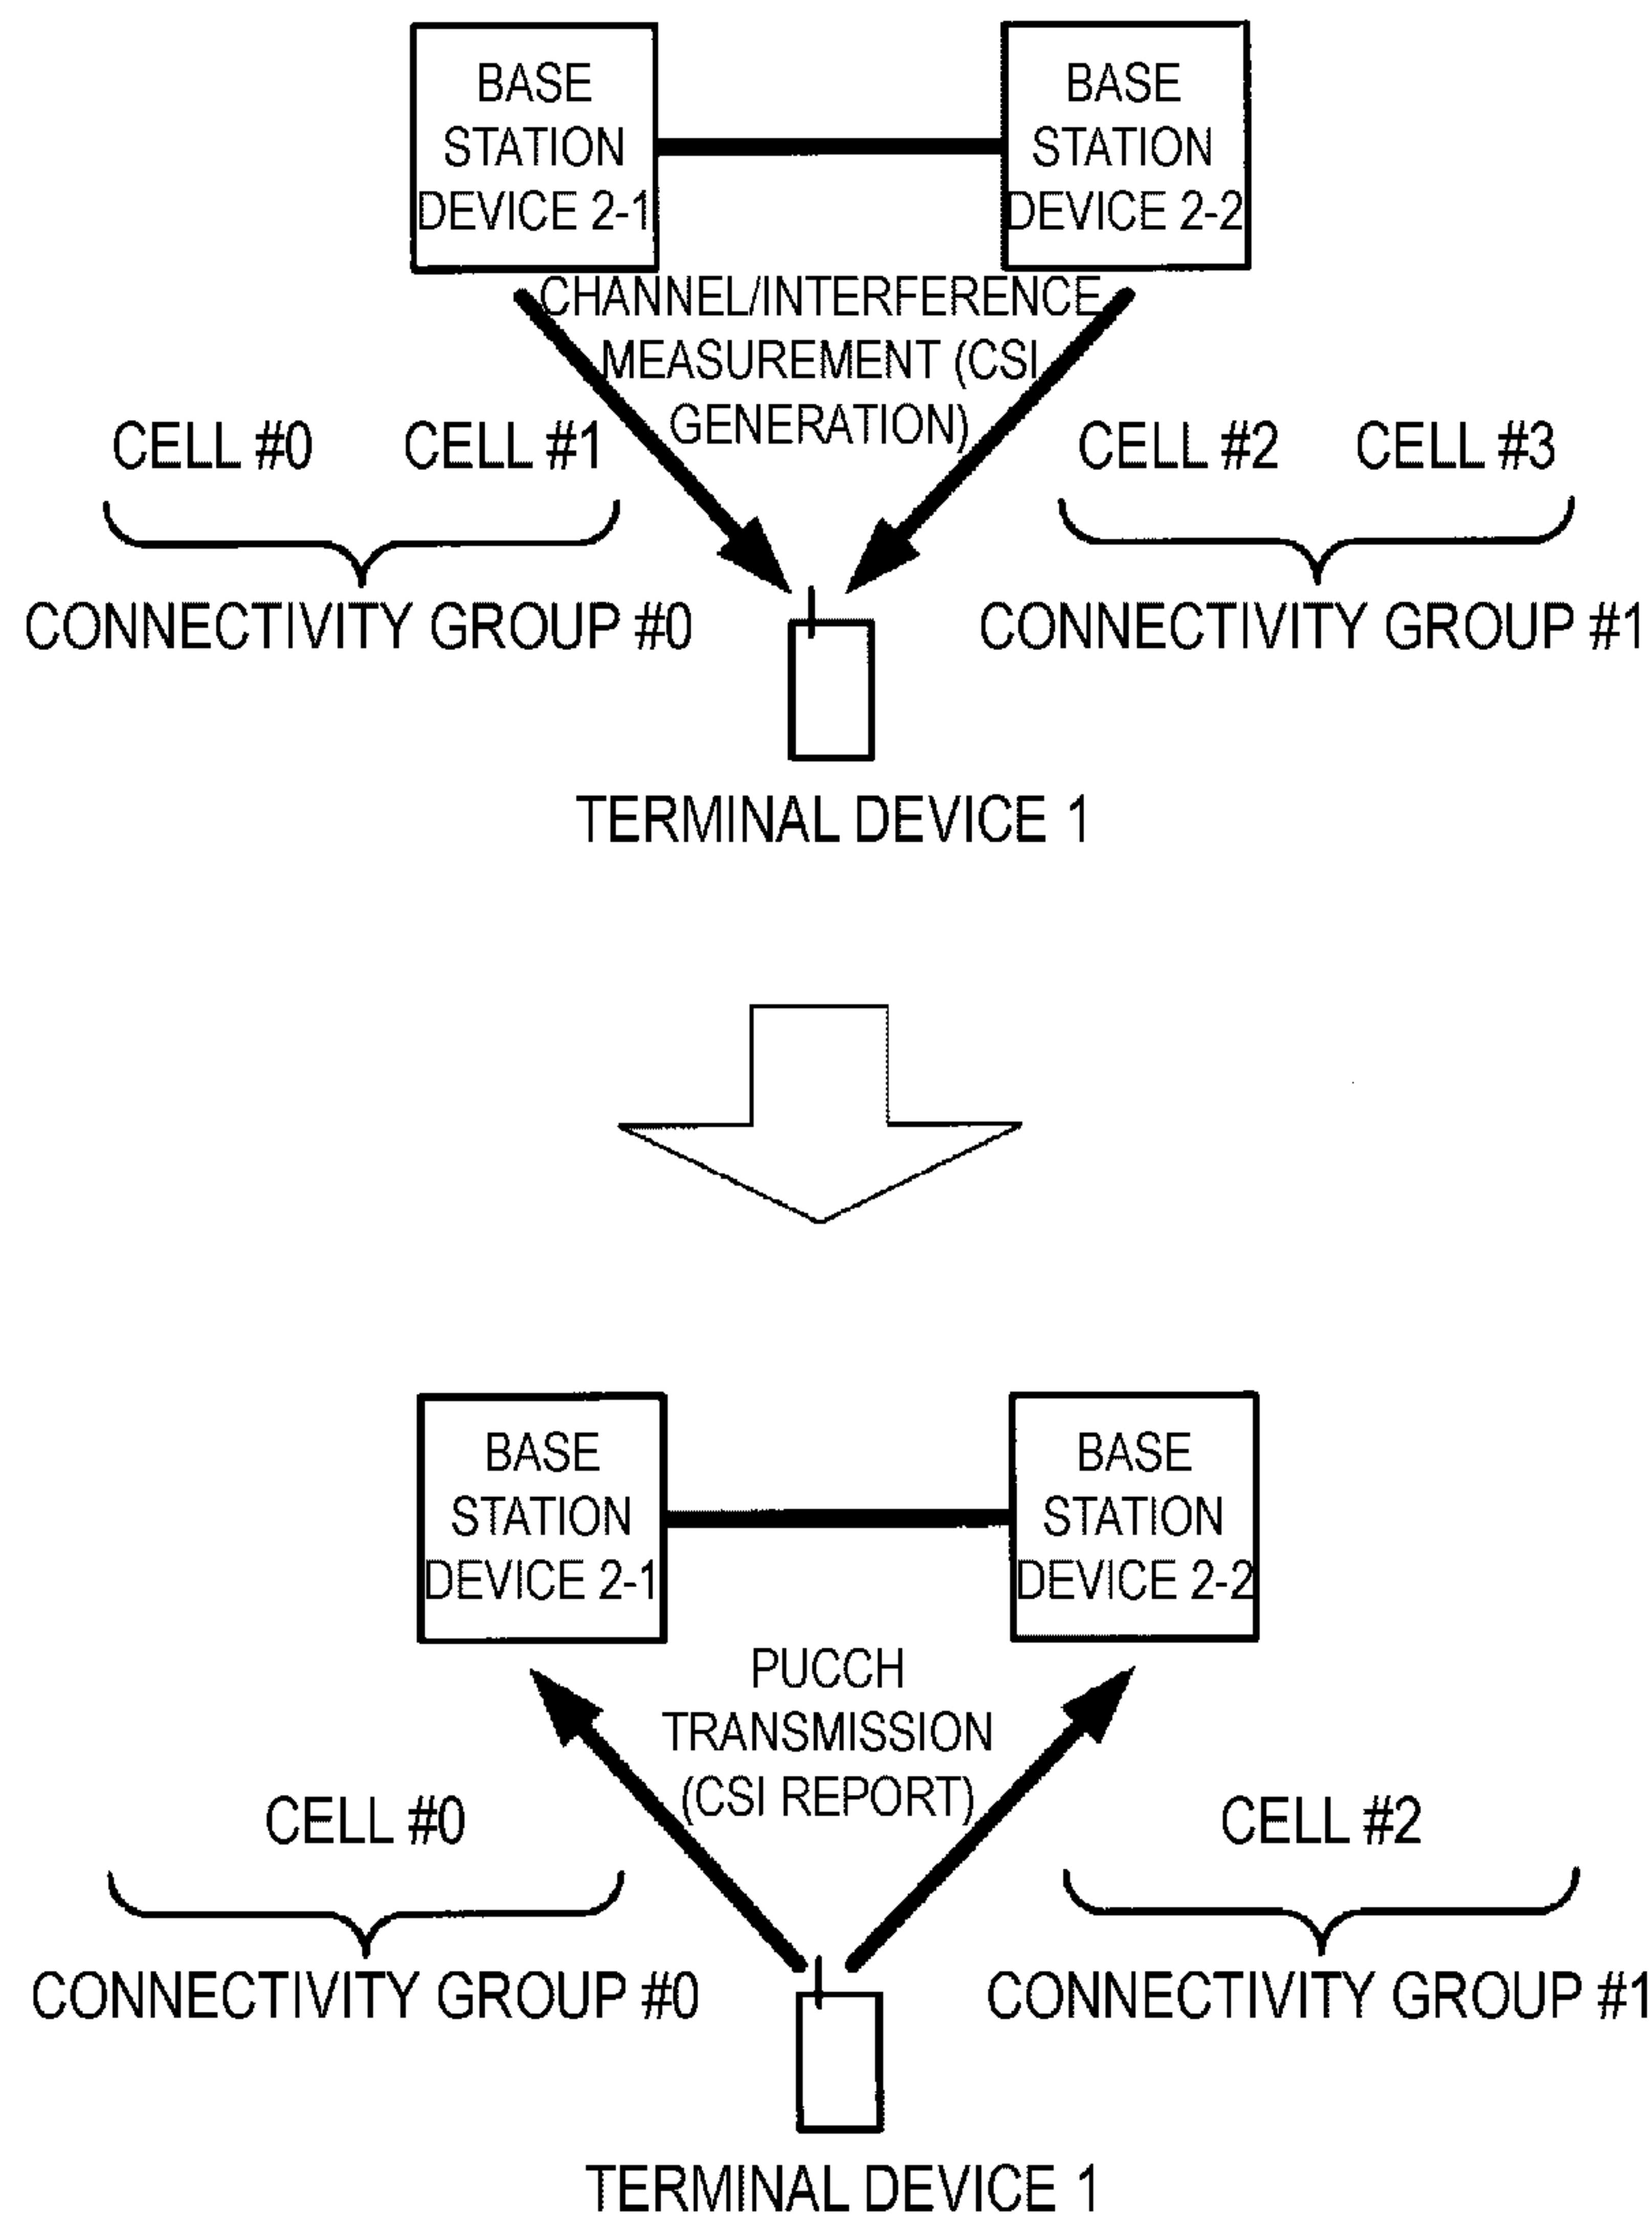 BASE
STATION
DEVICE 2-1
BASE
STATION
DEVICE 2-2
CHANNEL/INTERFERENCE
MEASUREMENT (CSI
GENERATION)
CELL #0 CELL #1
CELL #2 CELL #3
CONNECTIVITY GROUP #0
CONNECTIVITY GROUP #1
TERMINAL DEVICE 1
BASE
STATION
DEVICE 2-1
BASE
STATION
DEVICE 2-2
PUCCH
TRANSMISSION
(CSI REPORT)
CELL #0
CELL #2
CONNECTIVITY GROUP #0
CONNECTIVITY GROUP #1
TERMINAL DEVICE 1